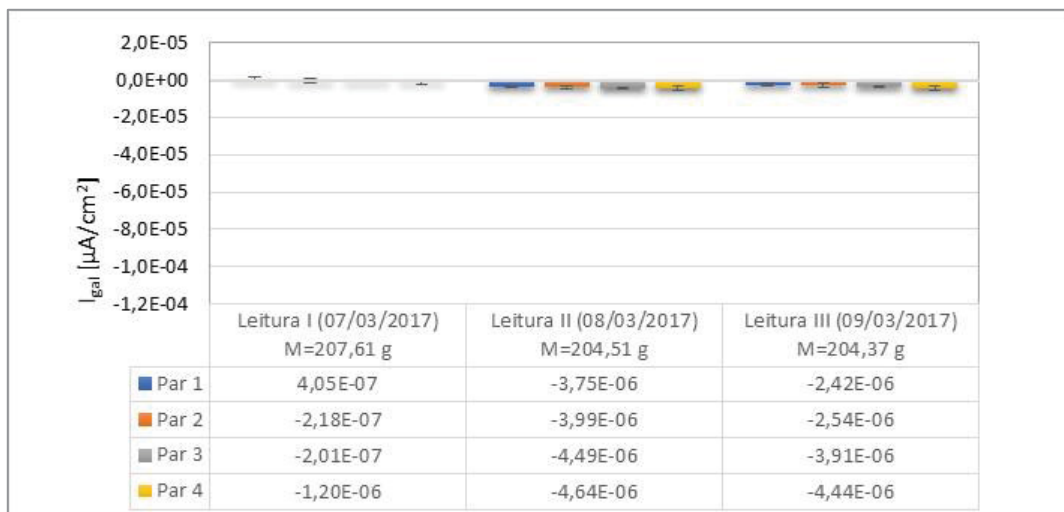 2,0E-05
0,0E+00
-2,0E-05
-4,0E-05
-6,0E-05
-8,0E-05
-1,0E-04
-1,2E-04
Igal [µA/cm²]
Leitura I (07/03/2017) Leitura II (08/03/2017) Leitura III (09/03/2017)
M=207,61 g M=204,51 g M=204,37 g
Par 1 4,05E-07 -3,75E-06 -2,42E-06
Par 2 -2,18E-07 -3,99E-06 -2,54E-06
Par 3 -2,01E-07 -4,49E-06 -3,91E-06
Par 4 -1,20E-06 -4,64E-06 -4,44E-06